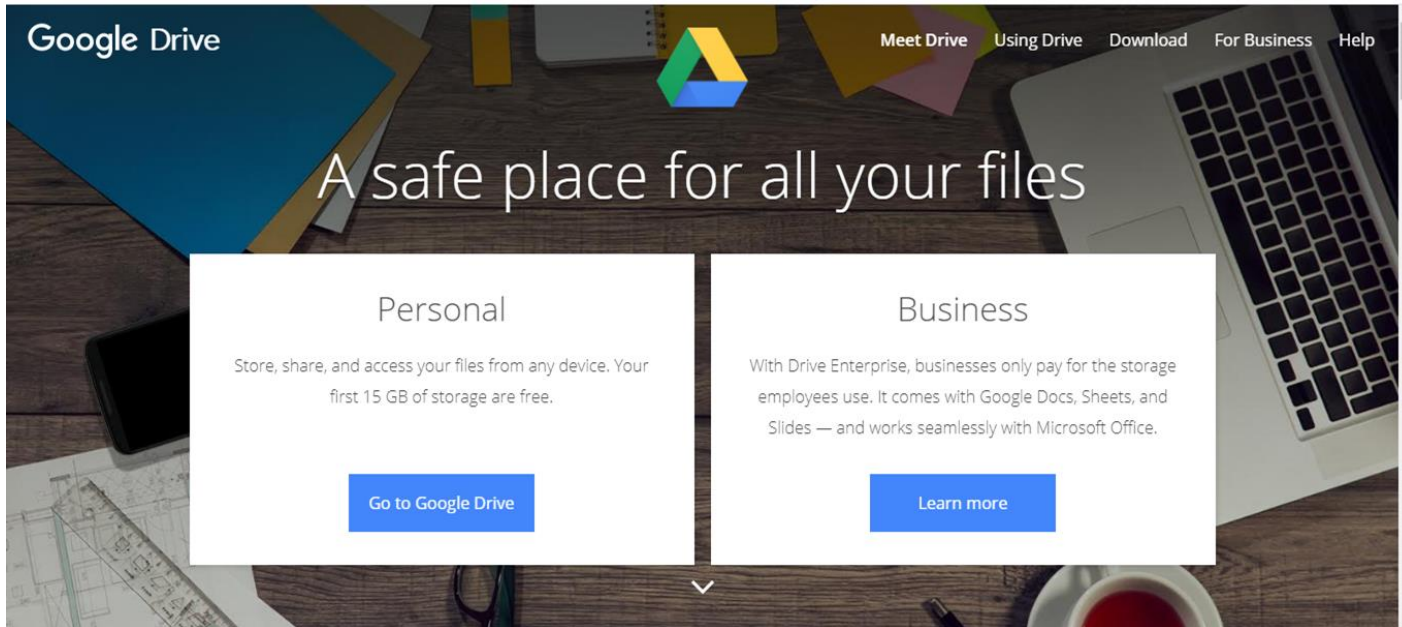 Google Drive
Meet Drive Using Drive Download For Business Help
A safe place for all your files
Personal
Store, share, and access your files from any device. Your
first 15 GB of storage are free.
Go to Google Drive
Business
With Drive Enterprise, businesses only pay for the storage
employees use. It comes with Google Docs, Sheets, and
Slides — and works seamlessly with Microsoft Office.
Learn more